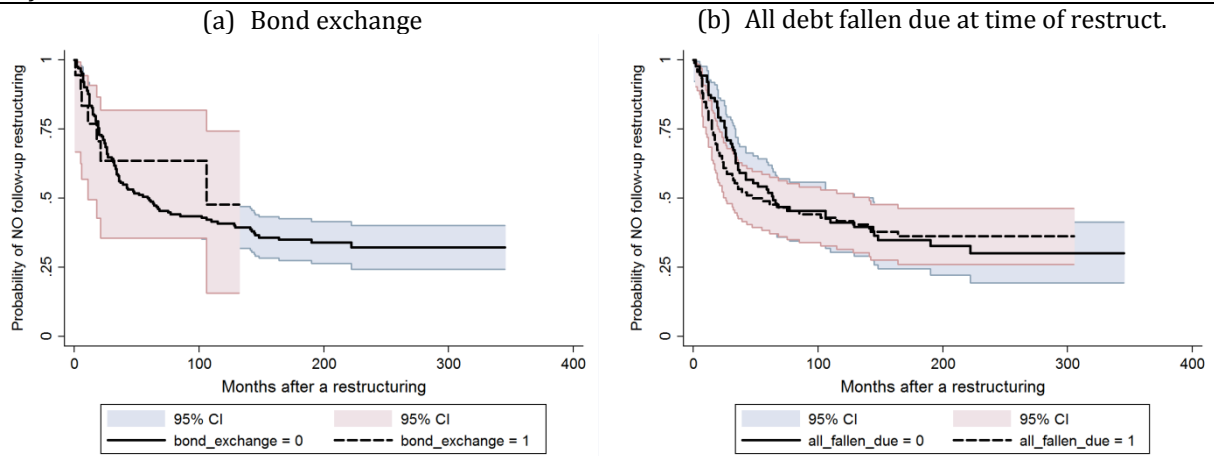 (a) Bond exchange
Probability of NO follow-up restructuring
1
.75
.5
.25
0
0 100 200 300 400
Months after a restructuring
95% CI 95% CI
bond_exchange = 0 bond_exchange = 1
(b) All debt fallen due at time of restruct.
Probability of NO follow-up restructuring
1
.75
.5
.25
0
0 100 200 300 400
Months after a restructuring
95% CI 95% CI
all_fallen_due = 0 all_fallen_due = 1